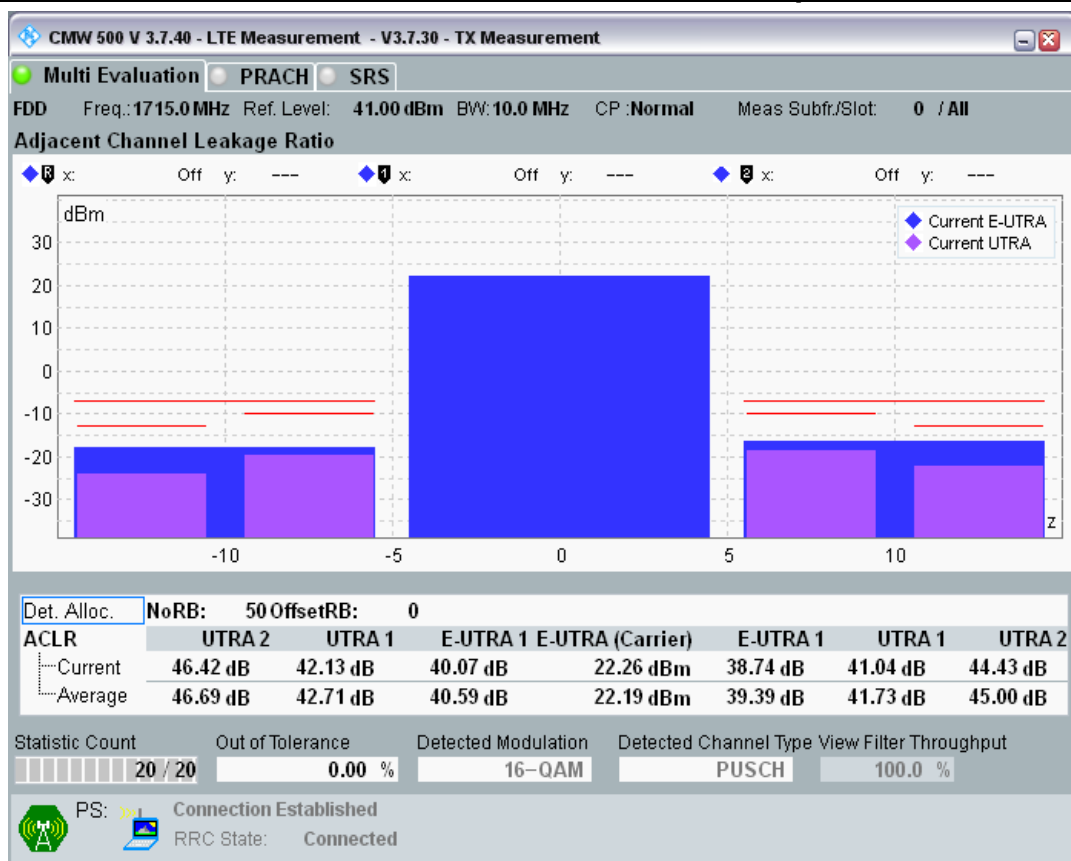 CMW 500 V 3.7.40 - LTE Measurement - V3.7.30 - TX Measurement
Multi Evaluation PRACH SRS
FDD Freq.: 1715.0 MHz Ref. Level: 41.00 dBm BW: 10.0 MHz CP :Normal Meas Subfr./Slot: 0 / All
Adjacent Channel Leakage Ratio
R x: Off y: --- 1 x: Off y: --- 2 x: Off y: ---
dBm
Current E-UTRA
Current UTRA
30
20
10
0
-10
-20
-30
z
-10 -5 0 5 10
Det. Alloc. NoRB: 50 OffsetRB: 0
ACLR UTRA 2 UTRA 1 E-UTRA 1 E-UTRA (Carrier) E-UTRA 1 UTRA 1 UTRA 2
Current 46.42 dB 42.13 dB 40.07 dB 22.26 dBm 38.74 dB 41.04 dB 44.43 dB
Average 46.69 dB 42.71 dB 40.59 dB 22.19 dBm 39.39 dB 41.73 dB 45.00 dB
Statistic Count Out of Tolerance Detected Modulation Detected Channel Type View Filter Throughput
20 / 20 0.00 % 16-QAM PUSCH 100.0 %
PS: Connection Established
RRC State: Connected